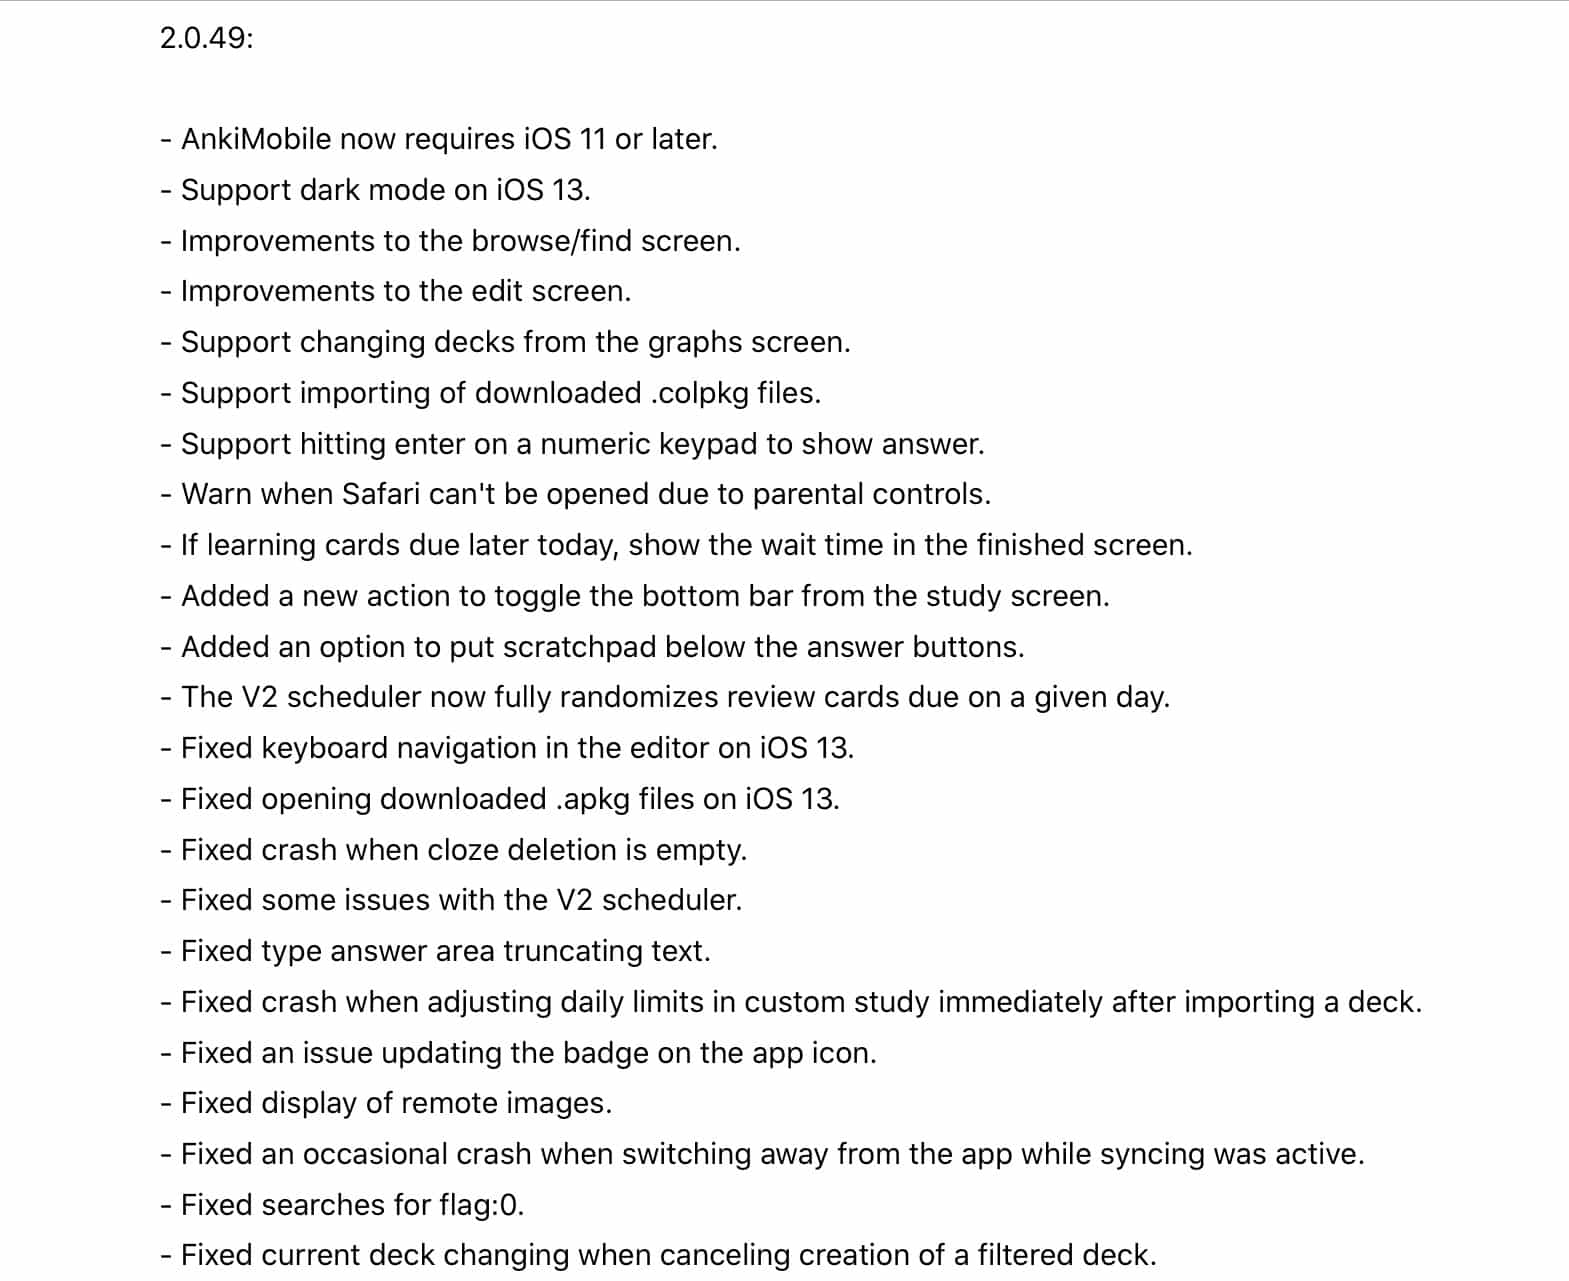 2.0.49:
- AnkiMobile now requires iOS 11 or later.
- Support dark mode on iOS 13.
- Improvements to the browse/find screen.
- Improvements to the edit screen.
- Support changing decks from the graphs screen.
- Support importing of downloaded .colpkg files.
- Support hitting enter on a numeric keypad to show answer.
- Warn when Safari can't be opened due to parental controls.
- If learning cards due later today, show the wait time in the finished screen.
- Added a new action to toggle the bottom bar from the study screen.
- Added an option to put scratchpad below the answer buttons.
- The V2 scheduler now fully randomizes review cards due on a given day.
- Fixed keyboard navigation in the editor on iOS 13.
- Fixed opening downloaded .apkg files on iOS 13.
- Fixed crash when cloze deletion is empty.
- Fixed some issues with the V2 scheduler.
- Fixed type answer area truncating text.
- Fixed crash when adjusting daily limits in custom study immediately after importing a deck.
- Fixed an issue updating the badge on the app icon.
- Fixed display of remote images.
- Fixed an occasional crash when switching away from the app while syncing was active.
- Fixed searches for flag:0.
- Fixed current deck changing when canceling creation of a filtered deck.